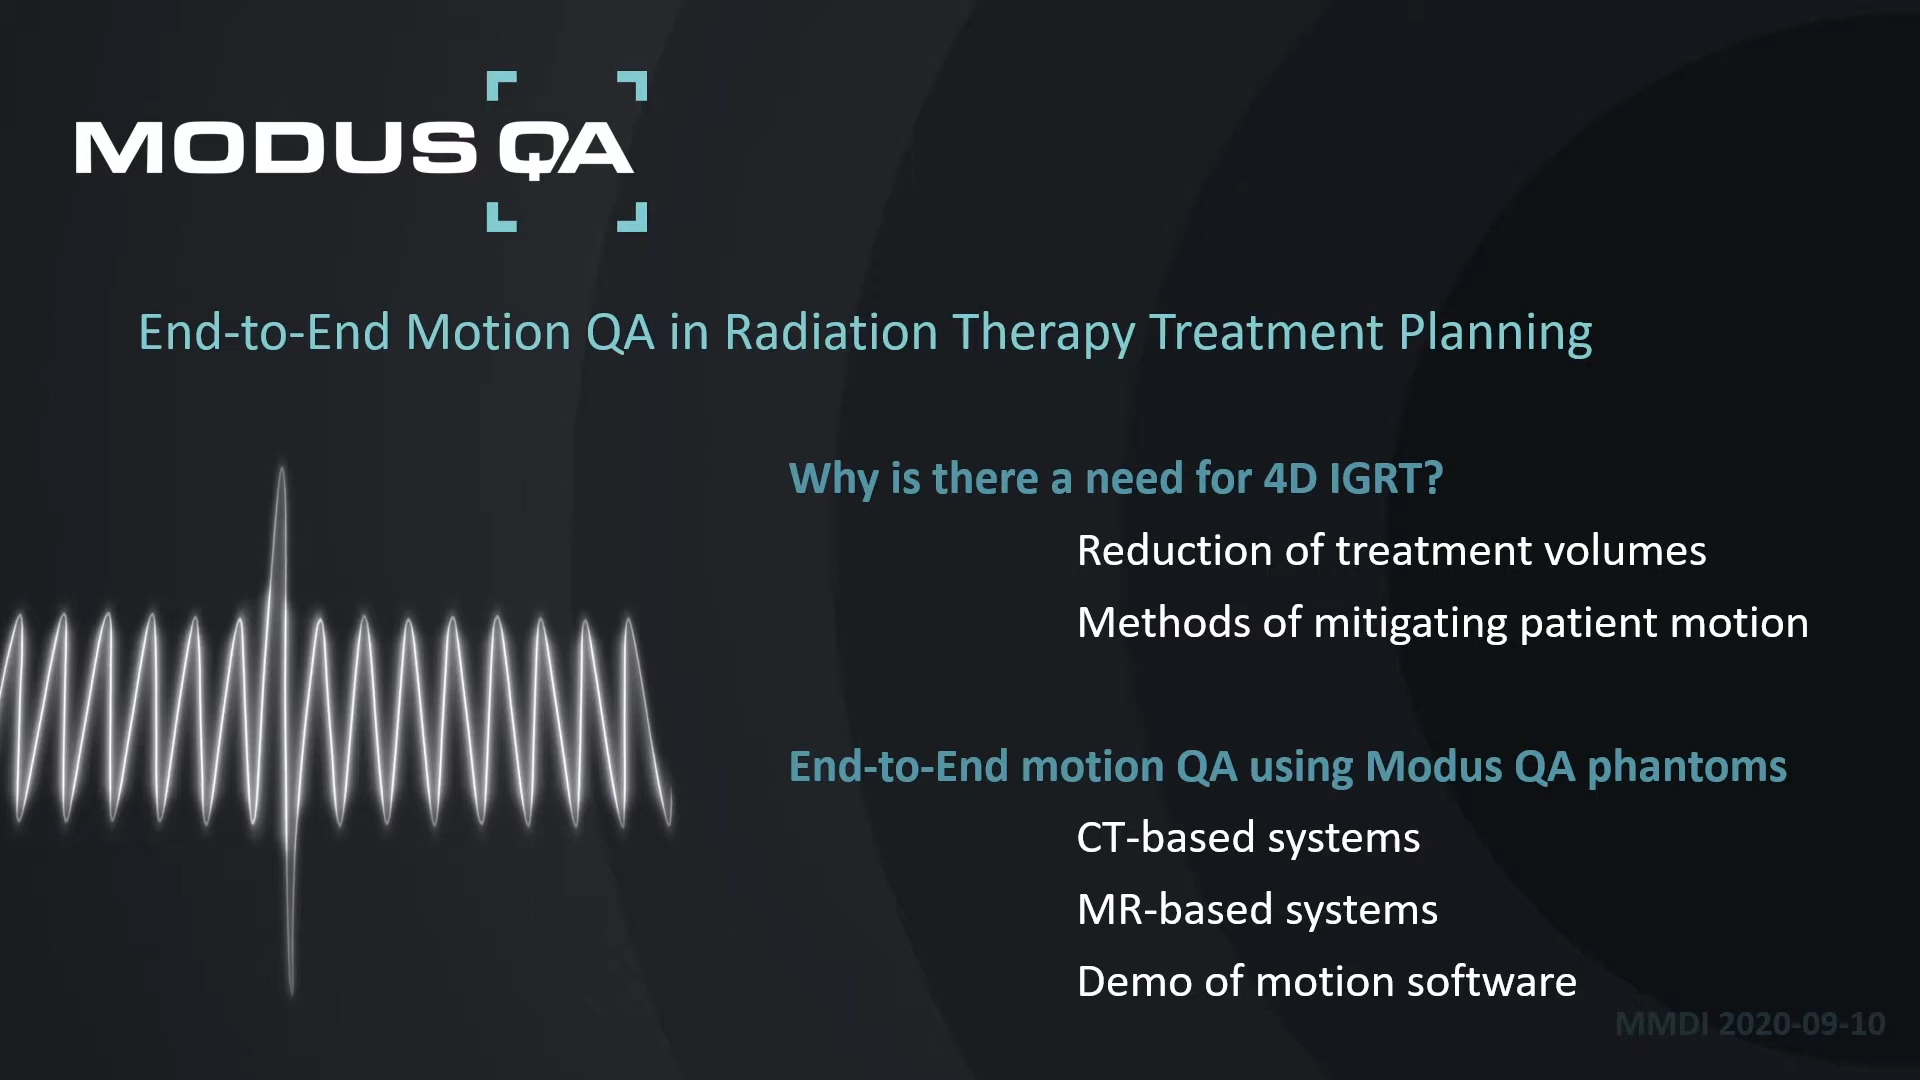 MODUS QA
End-to-End Motion QA in Radiation Therapy Treatment Planning
Why is there a need for 4D IGRT?
Reduction of treatment volumes
Methods of mitigating patient motion
End-to-End motion QA using Modus QA phantoms
CT-based systems
MR-based systems
Demo of motion software
MMDI 2020-09-10